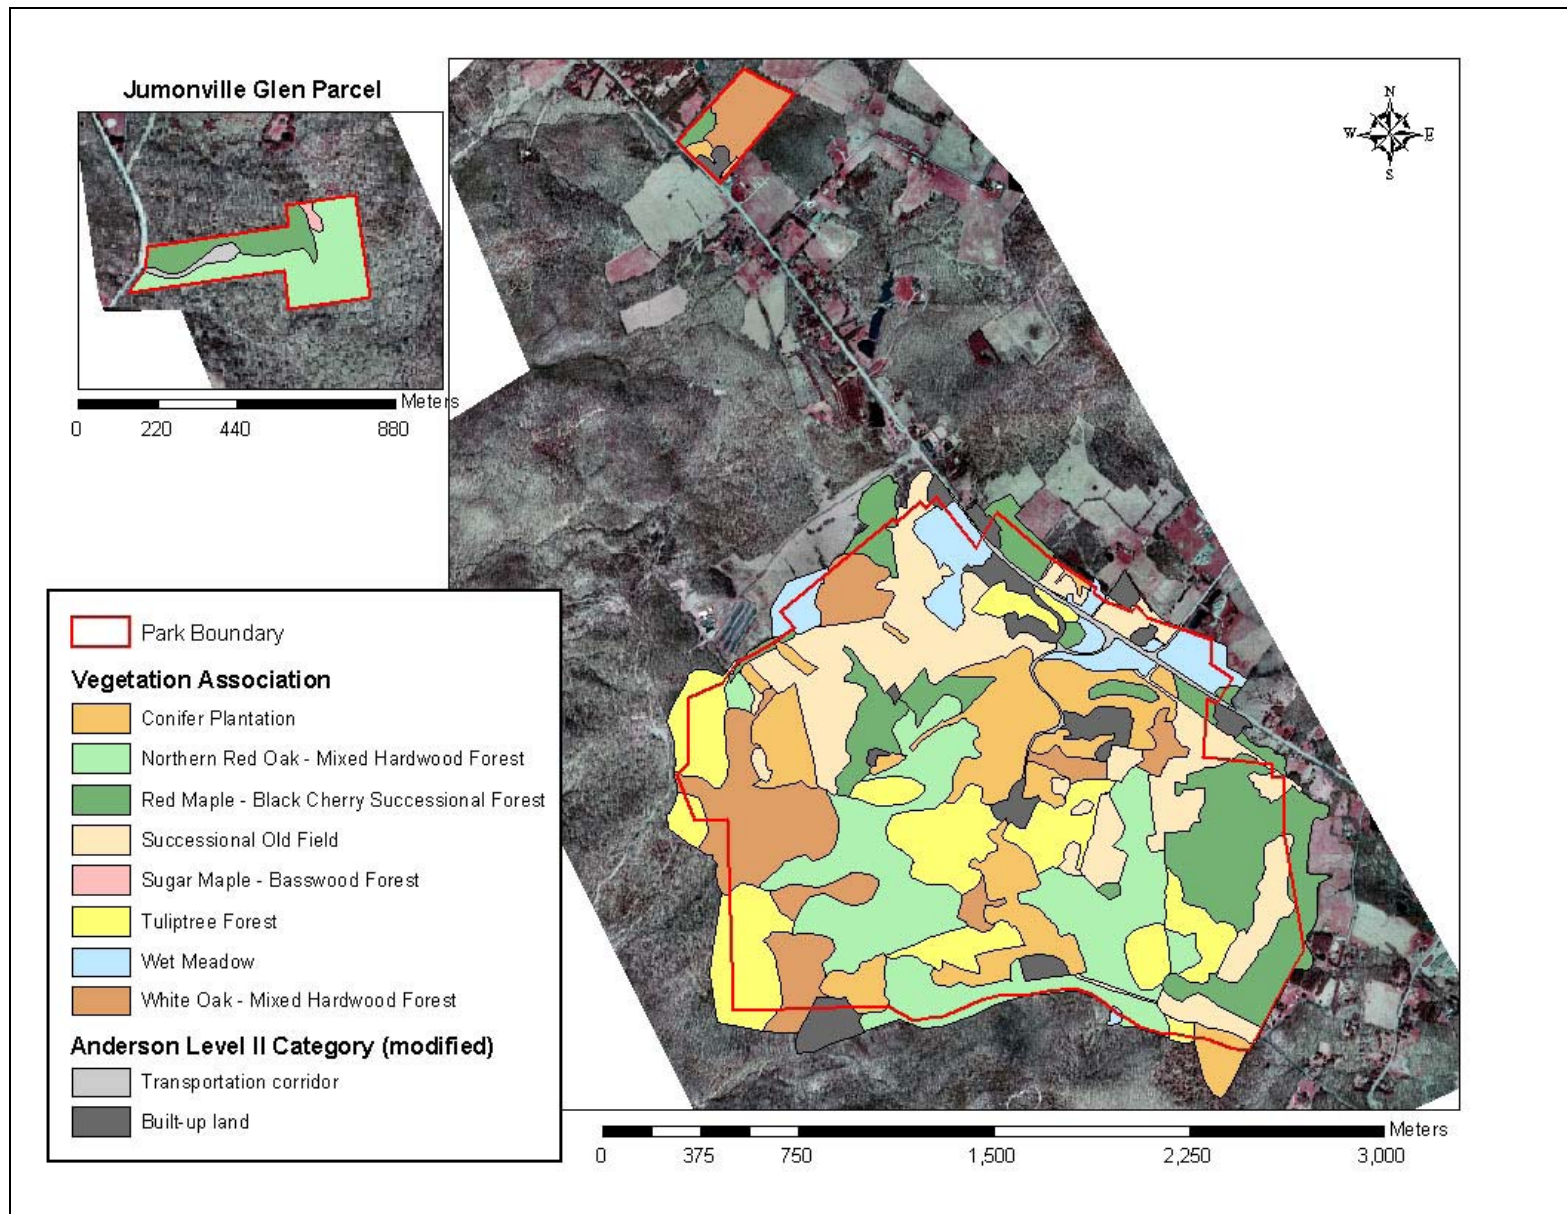 Jumonville Glen Parcel
N
W E
S
Meters
0 220 440 880
Park Boundary
Vegetation Association
Conifer Plantation
Northern Red Oak - Mixed Hardwood Forest
Red Maple - Black Cherry Successional Forest
Successional Old Field
Sugar Maple - Basswood Forest
Tuliptree Forest
Wet Meadow
White Oak - Mixed Hardwood Forest
Anderson Level II Category (modified)
Transportation corridor
Built-up land
Meters
0 375 750 1,500 2,250 3,000